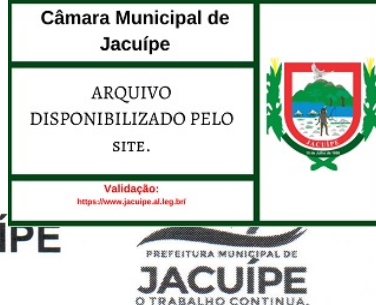 Câmara Municipal de
Jacuípe
ARQUIVO
DISPONIBILIZADO PELO
SITE.
Validação:
https://www.jacuipe.al.leg.br/
JACUÍPE
ÍPE
PREFEITURA MUNICIPAL DE
JACUÍPE
O TRABALHO CONTINUA.